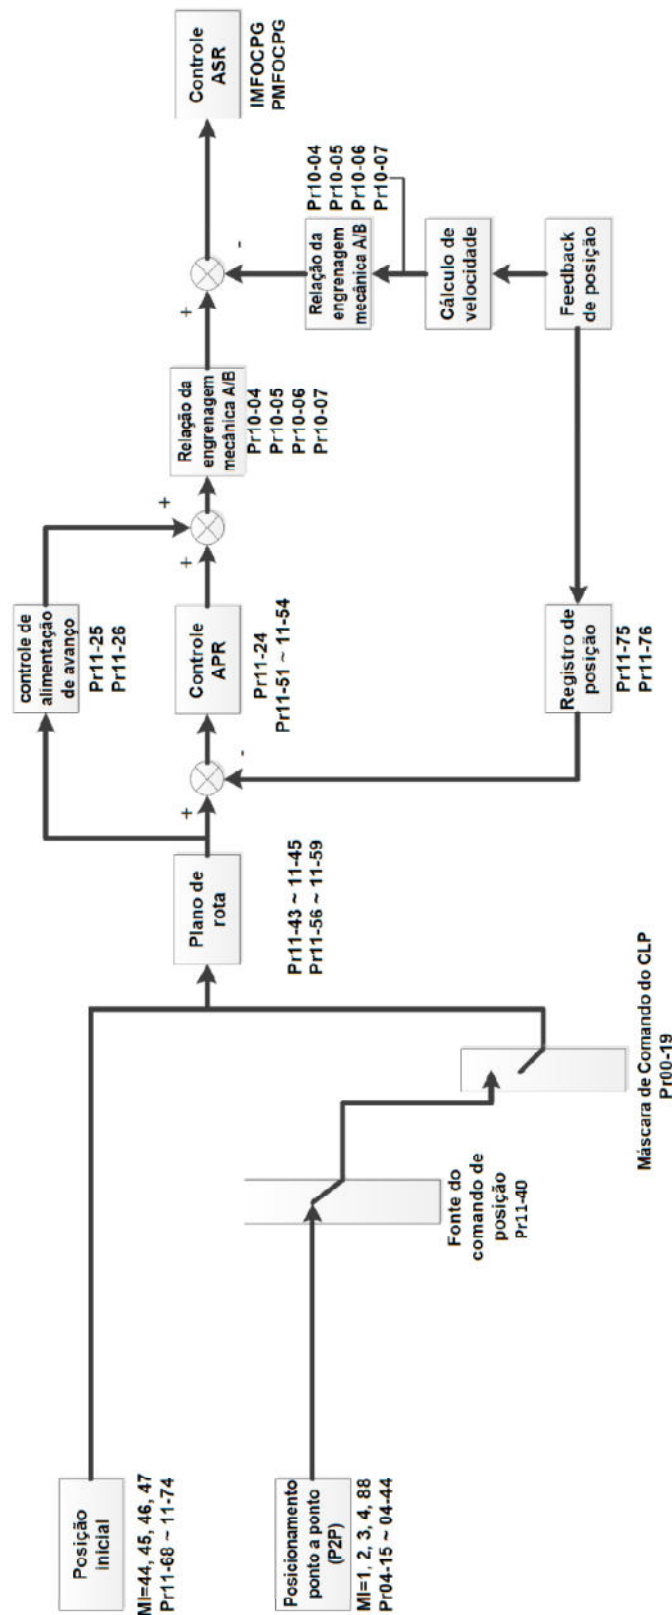 Posição
inicial
MI=44, 45, 46, 47
Pr11-68 ~ 11-74
Posicionamento
ponto a ponto
(P2P)
MI=1, 2, 3, 4, 88
Pr04-15 ~ 04-44
Fonte do
comando de
posição
Pr11-40
Máscara de Comando do CLP
Pr00-19
Plano de
rota
Pr11-43 ~ 11-45
Pr11-56 ~ 11-59
+
-
controle de
alimentação
de avanço
Pr11-25
Pr11-26
Controle
APR
Pr11-24
Pr11-51 ~ 11-54
+
+
Relação da
engrenagem
mecânica A/B
Pr10-04
Pr10-05
Pr10-06
Pr10-07
+
-
Controle
ASR
IMFOCPG
PMFOCPG
Relação da
engrenagem
mecânica A/B
Pr10-04
Pr10-05
Pr10-06
Pr10-07
Cálculo de
velocidade
Feedback
de posição
Registro de
posição
Pr11-75
Pr11-76